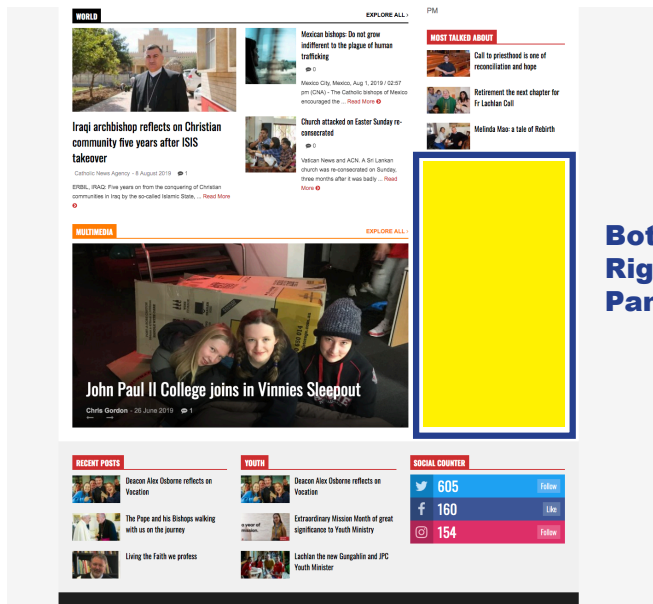 WORLD
EXPLORE ALL ›
Iraqi archbishop reflects on Christian
community five years after ISIS
takeover
Catholic News Agency - 8 August 2019 1
ERBIL, IRAQ: Five years on from the conquering of Christian
communities in Iraq by the so-called Islamic State, ... Read More
Mexican bishops: Do not grow
indifferent to the plague of human
trafficking
0
Mexico City, Mexico, Aug 1, 2019 / 02:57
pm (CNA) - The Catholic bishops of Mexico
encouraged the ... Read More
Church attacked on Easter Sunday re-
consecrated
0
Vatican News and ACN. A Sri Lankan
church was re-consecrated on Sunday,
three months after it was badly ... Read
More
PM
MOST TALKED ABOUT
Call to priesthood is one of
reconciliation and hope
Retirement the next chapter for
Fr Lachlan Coll
Melinda Mao: a tale of Rebirth
MULTIMEDIA
EXPLORE ALL ›
John Paul II College joins in Vinnies Sleepout
Chris Gordon - 26 June 2019 1
Bot
Rig
Par
RECENT POSTS
Deacon Alex Osborne reflects on
Vocation
The Pope and his Bishops walking
with us on the journey
Living the Faith we profess
YOUTH
Deacon Alex Osborne reflects on
Vocation
Extraordinary Mission Month of great
significance to Youth Ministry
Lachlan the new Gungahlin and JPC
Youth Minister
SOCIAL COUNTER
605 Follow
160 Like
154 Follow